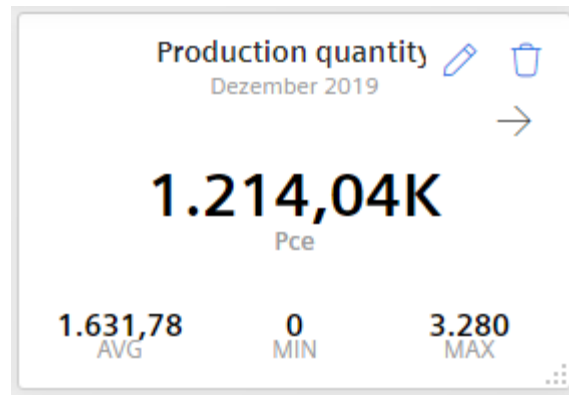 Production quantity
Dezember 2019
1.214,04K
Pce
1.631,78 0 3.280
AVG MIN MAX